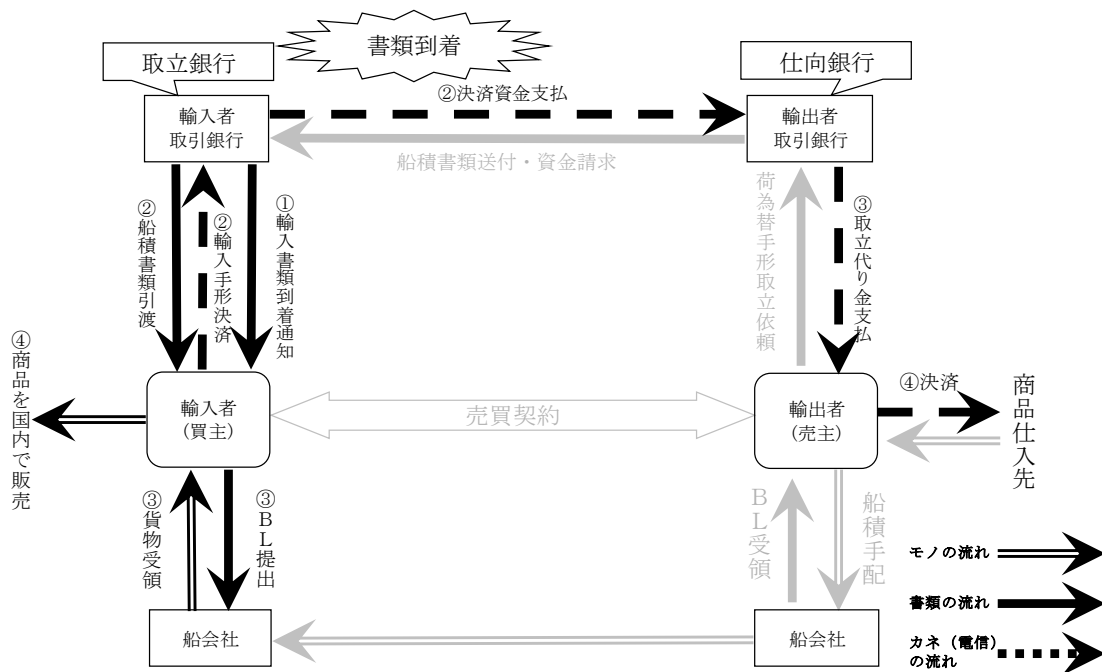 書類到着
取立銀行
仕向銀行
②決済資金支払
輸入者
取引銀行
輸出者
取引銀行
船積書類送付・資金請求
②船積書類引渡
②輸入手形決済
①輸入書類到着通知
荷為替手形取立依頼
③取立代り金支払
④商品を国内で販売
輸入者
(買主)
売買契約
輸出者
(売主)
④決済
商品仕入先
③貨物受領
③BL提出
BL受領
船積手配
船会社
船会社
モノの流れ
書類の流れ
カネ（電信）
の流れ